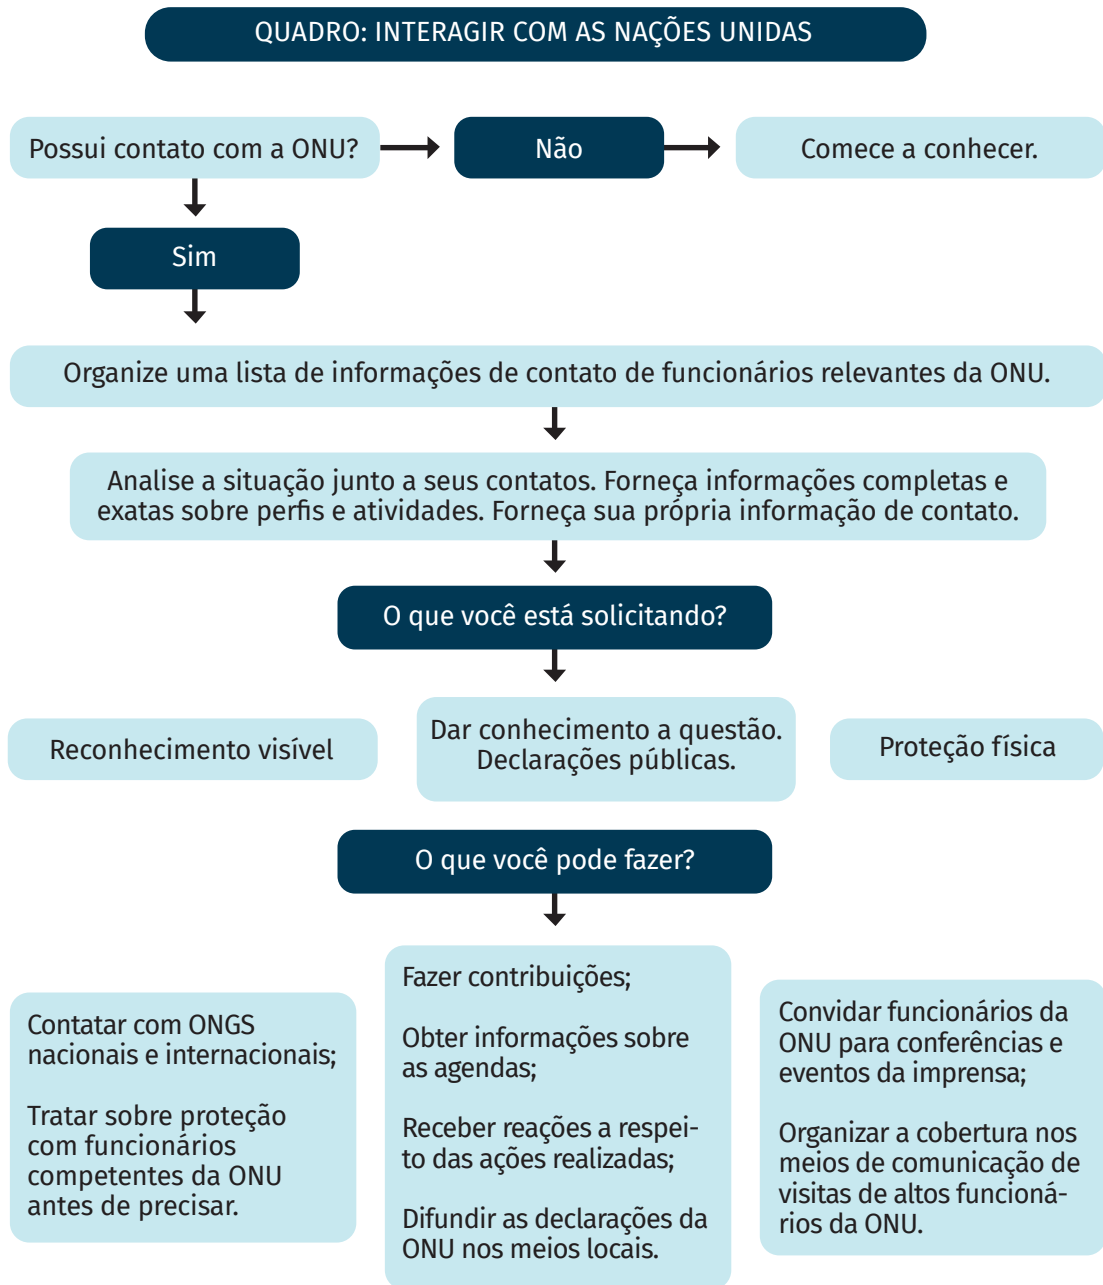 QUADRO: INTERAGIR COM AS NAÇÕES UNIDAS
Possui contato com a ONU?
Não
Comece a conhecer.
Sim
Organize uma lista de informações de contato de funcionários relevantes da ONU.
Analise a situação junto a seus contatos. Forneça informações completas e
exatas sobre perfis e atividades. Forneça sua própria informação de contato.
O que você está solicitando?
Reconhecimento visível
Dar conhecimento a questão.
Declarações públicas.
Proteção física
O que você pode fazer?
Contatar com ONGS
nacionais e internacionais;
Tratar sobre proteção
com funcionários
competentes da ONU
antes de precisar.
Fazer contribuições;
Obter informações sobre
as agendas;
Receber reações a respei-
to das ações realizadas;
Difundir as declarações da
ONU nos meios locais.
Convidar funcionários da
ONU para conferências e
eventos da imprensa;
Organizar a cobertura nos
meios de comunicação de
visitas de altos funcioná-
rios da ONU.